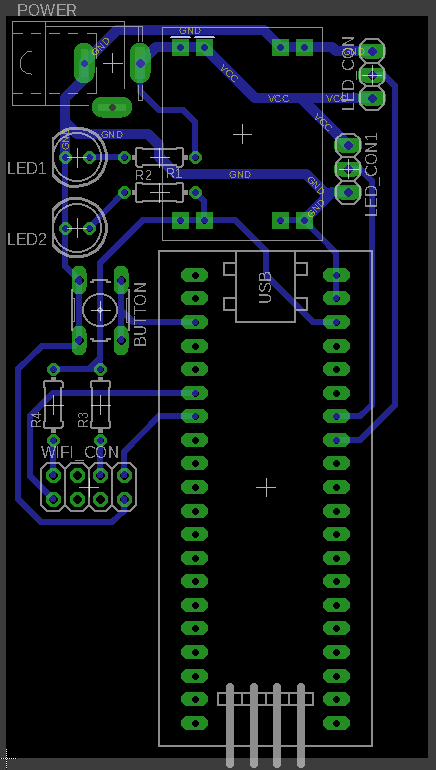 POWER
GND
GND
GND
LED_CON
VCC
VCC
VCC
VCC
GND
GND
LED1
R2
R1
GND
GND
GND
LED_CON1
LED2
USB
BUTTON
R4
R3
WIFI_CON